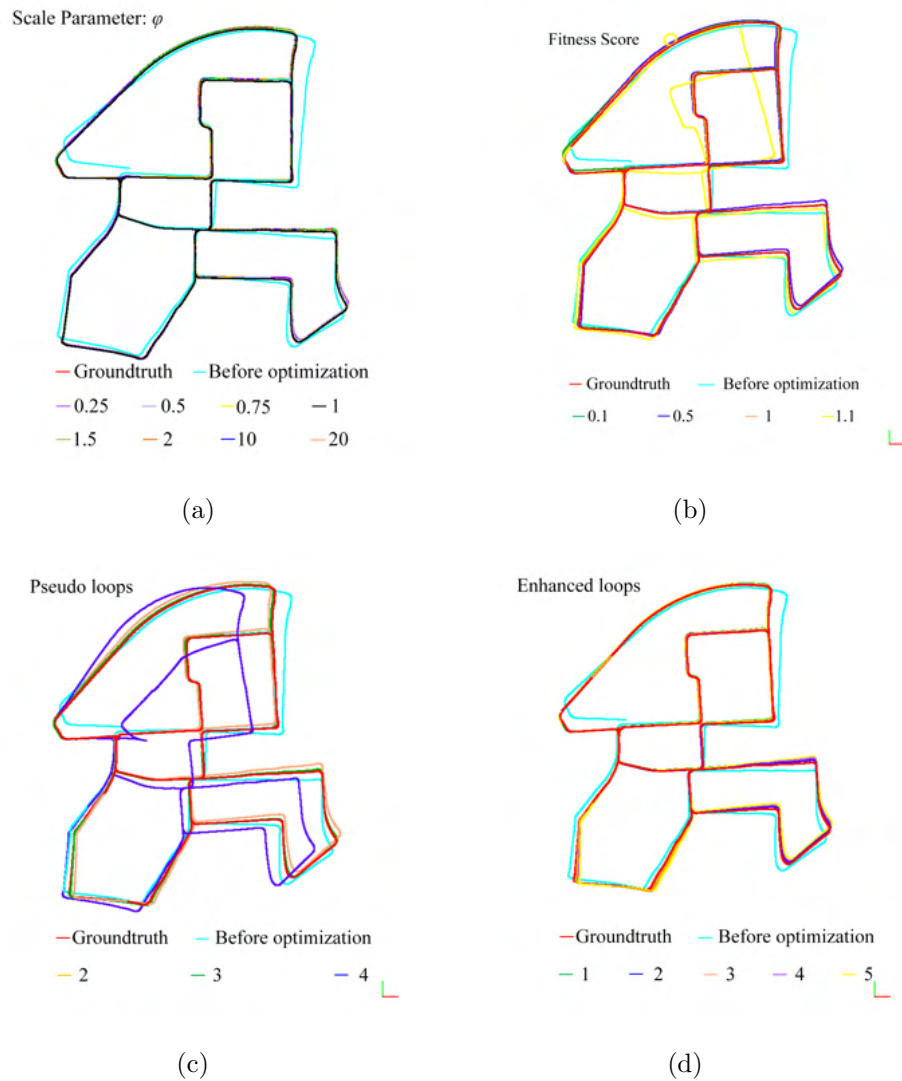 Scale Parameter: φ
Groundtruth Before optimization
0.25 0.5 0.75 1
1.5 2 10 20
(a)
Fitness Score
Groundtruth Before optimization
0.1 0.5 1 1.1
(b)
Pseudo loops
Groundtruth Before optimization
2 3 4
(c)
Enhanced loops
Groundtruth Before optimization
1 2 3 4 5
(d)